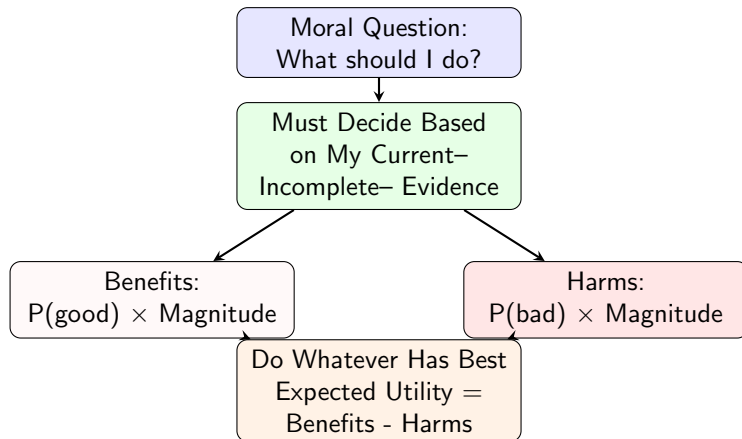 Moral Question:
What should I do?
Must Decide Based
on My Current–
Incomplete– Evidence
Benefits:
P(good) × Magnitude
Harms:
P(bad) × Magnitude
Do Whatever Has Best
Expected Utility =
Benefits - Harms